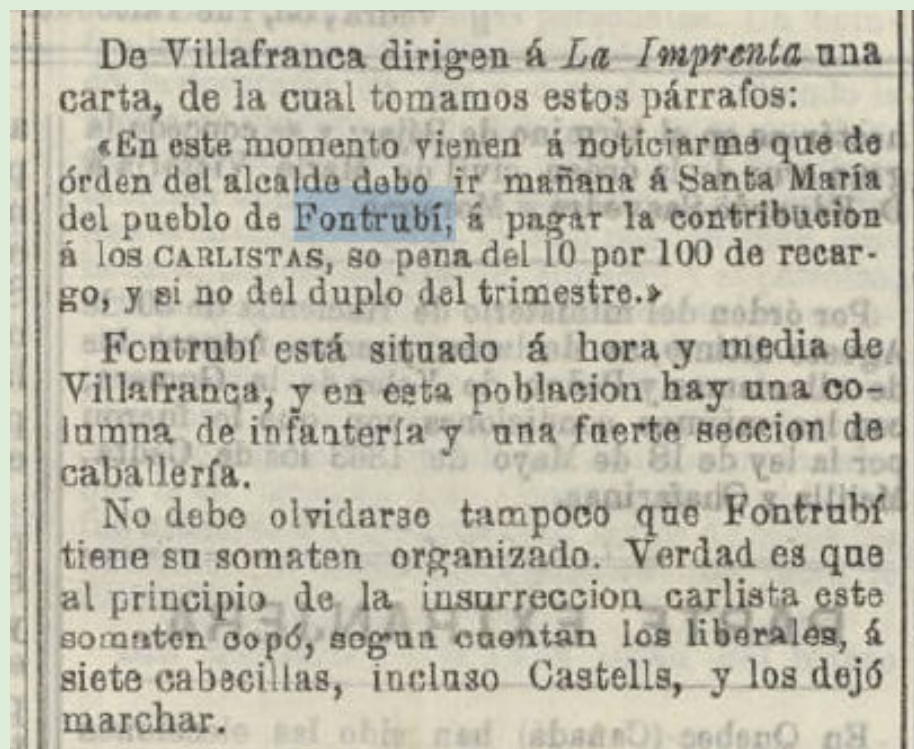 De Villafranca dirigen á La Imprenta una
carta, de la cual tomamos estos párrafos:
«En este momento vienen á noticiarme que de
órden del alcalde debo ir mañana á Santa María
del pueblo de Fontrubí, á pagar la contribucion
á los CARLISTAS, so pena del 10 por 100 de recar-
go, y si no del duplo del trimestre.»
Fontrubí está situado á hora y media de
Villafranca, y en esta poblacion hay una co-
lumna de infantería y una fuerte seccion de
caballería.
No debe olvidarse tampoco que Fontrubí
tiene su somaten organizado. Verdad es que
al principio de la insurreccion carlista este
somaten copó, segun cuentan los liberales, á
siete cabecillas, incluso Castells, y los dejó
marchar.